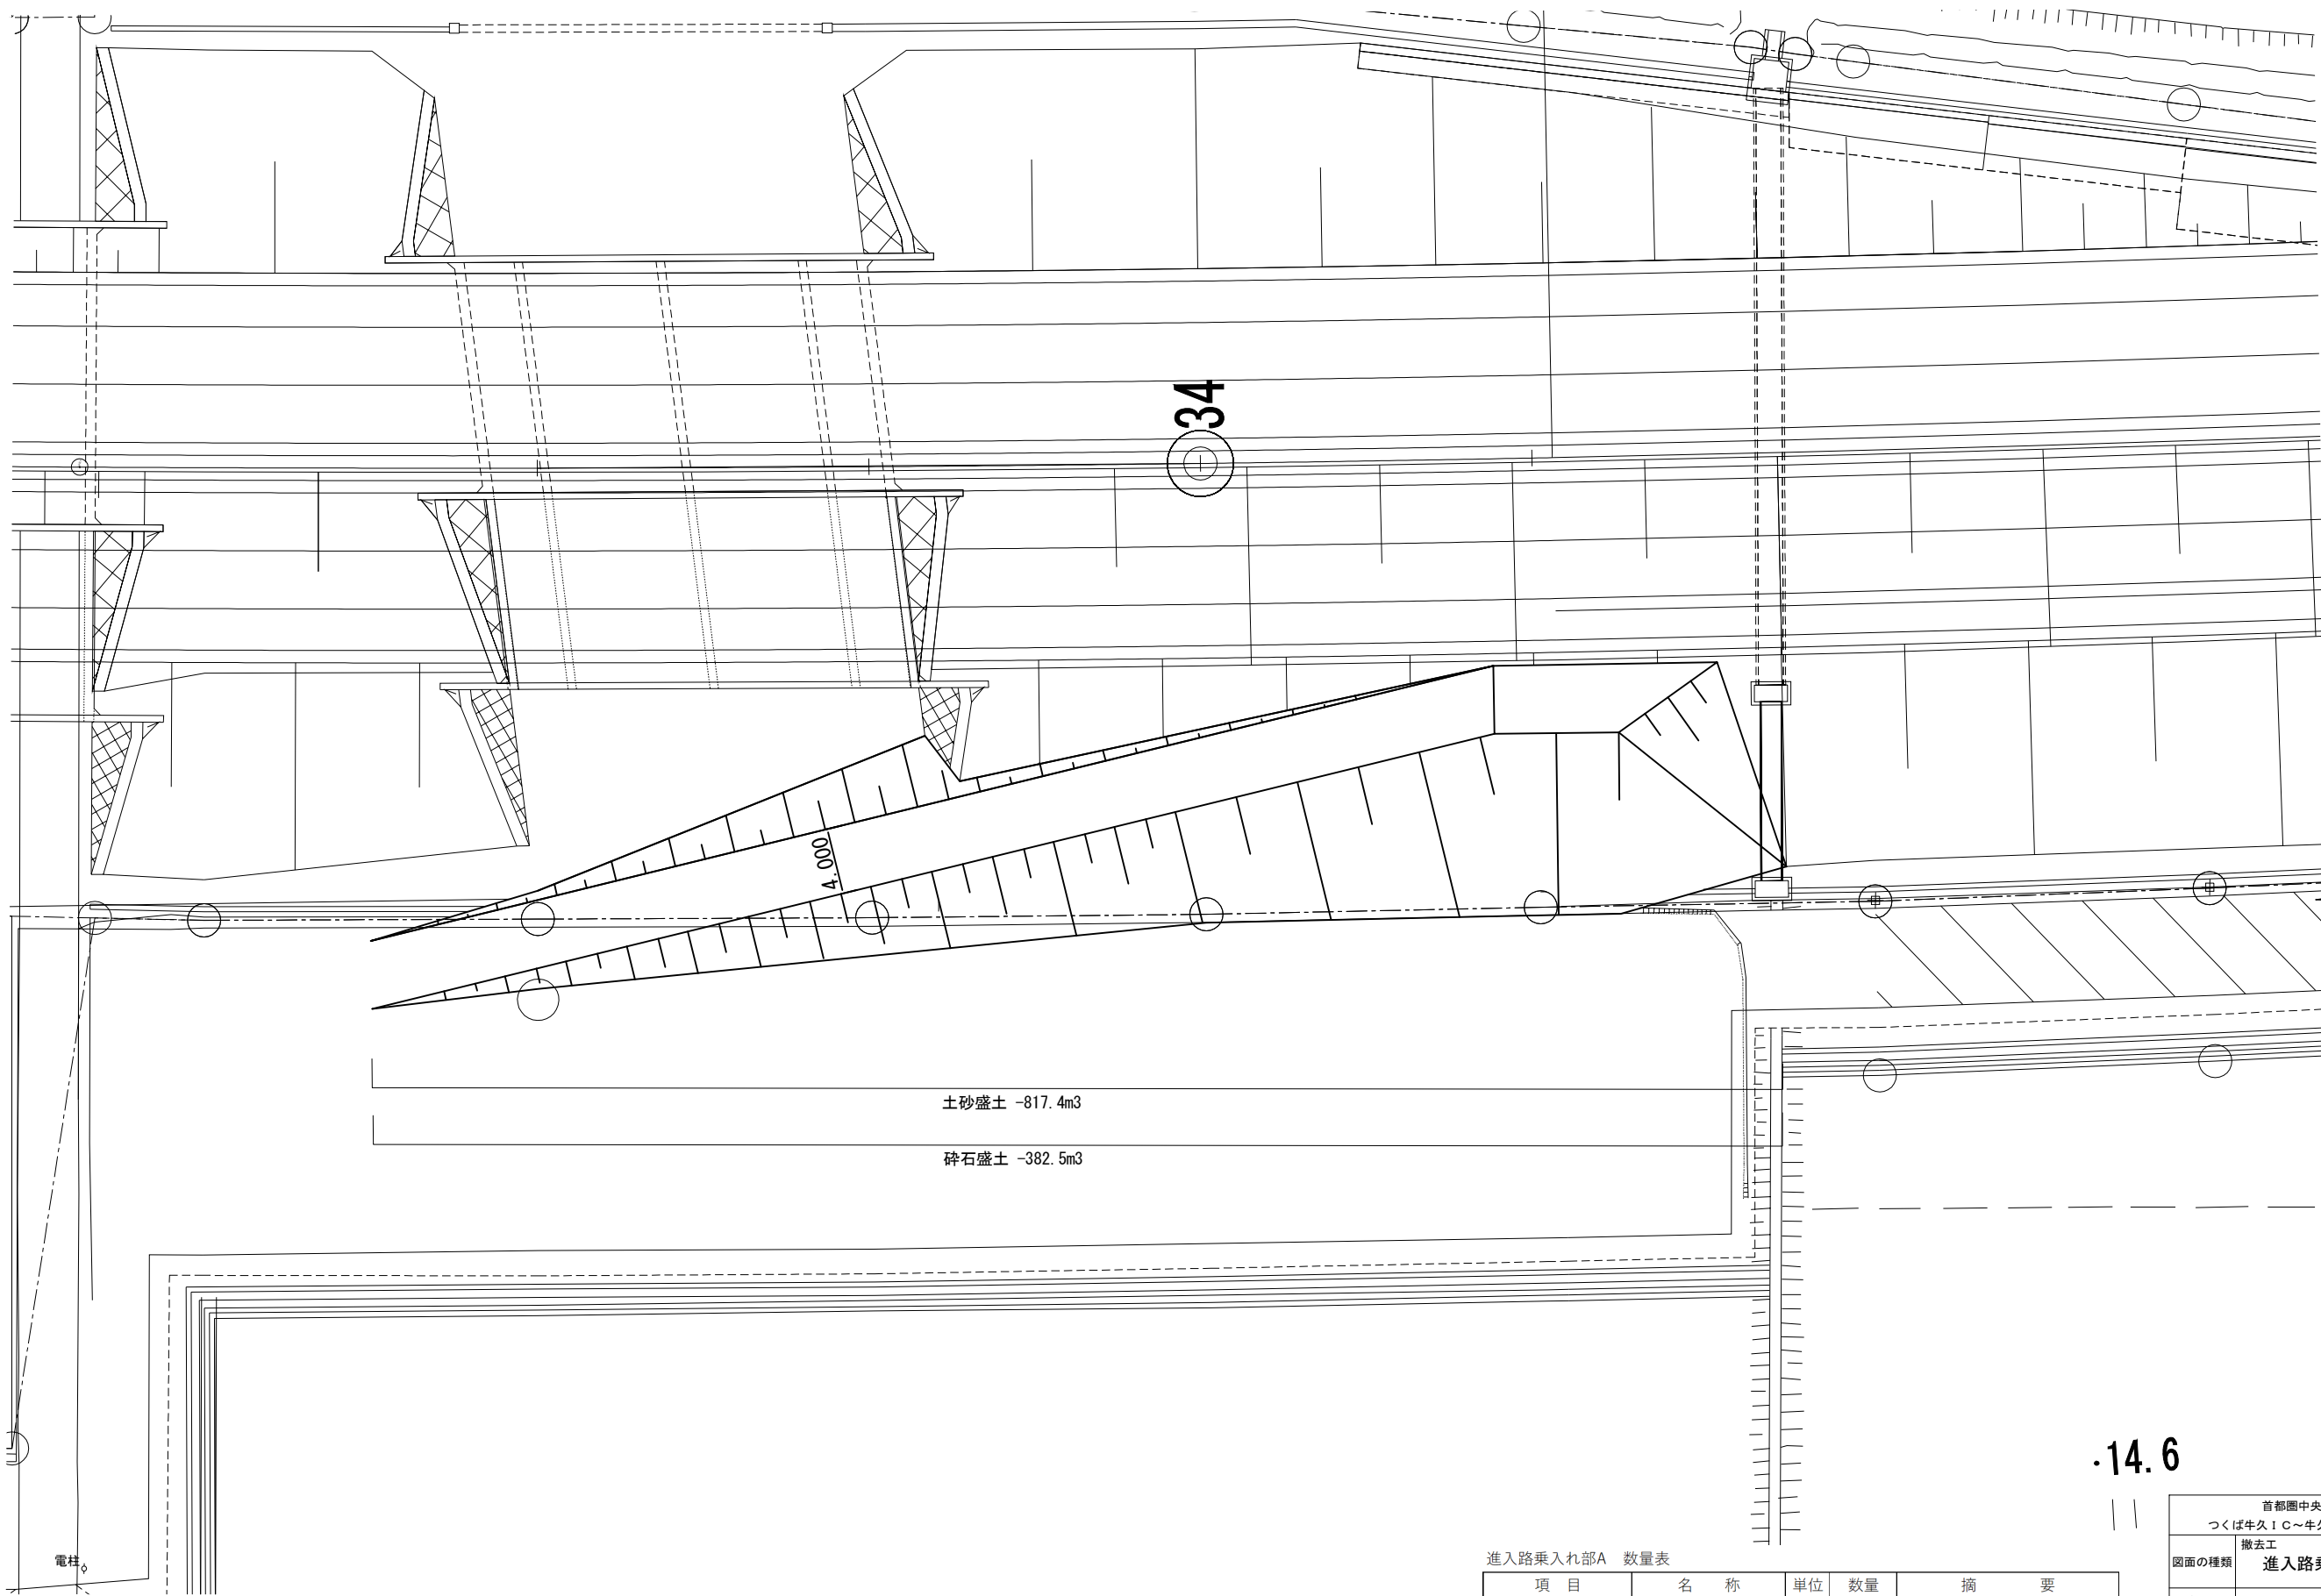 34
4.000
土砂盛土 -817.4m3
砕石盛土 -382.5m3
・14.6
電柱
進入路乗入れ部A 数量表
項 目 名 称 単位 数量 摘 要
首都圏中央
つくば牛久IC~牛
図面の種類
撤去工
進入路